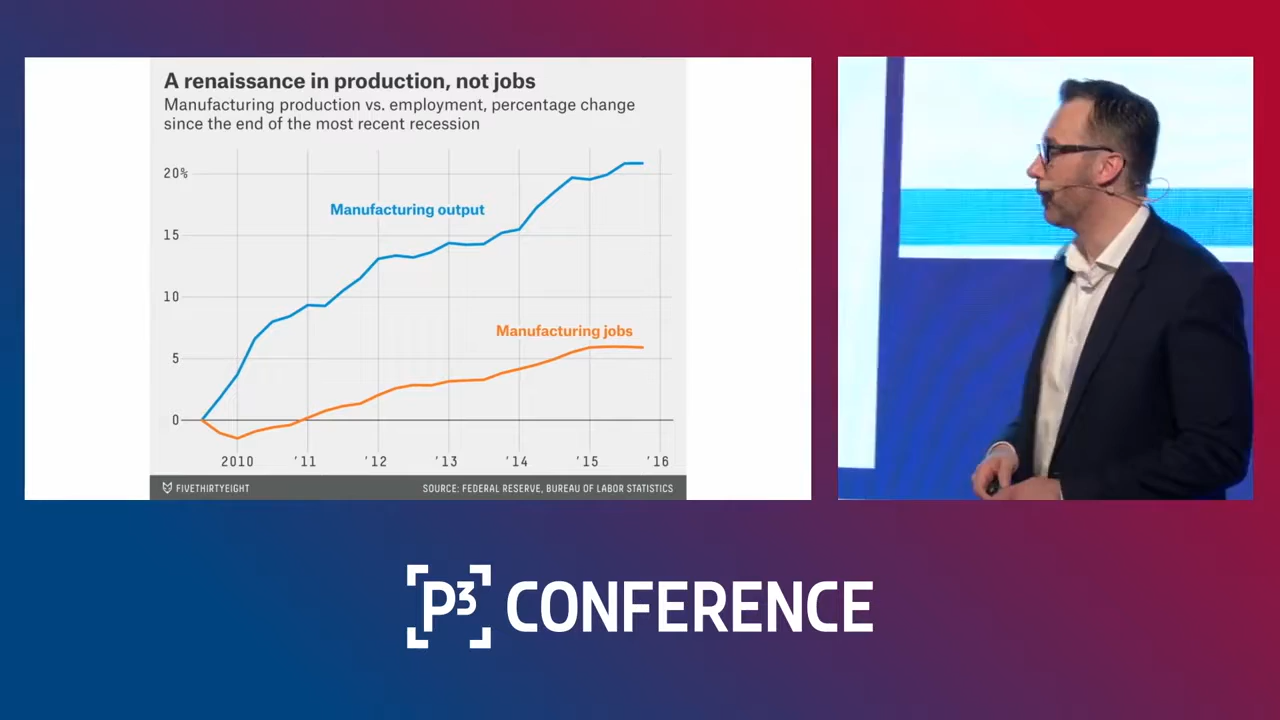 A renaissance in production, not jobs
Manufacturing production vs. employment, percentage change
since the end of the most recent recession
20%
Manufacturing output
15
10
Manufacturing jobs
5
0
2010 '11 '12 '13 '14 '15 '16
FIVETHIRTYEIGHT SOURCE: FEDERAL RESERVE, BUREAU OF LABOR STATISTICS
[P³] CONFERENCE